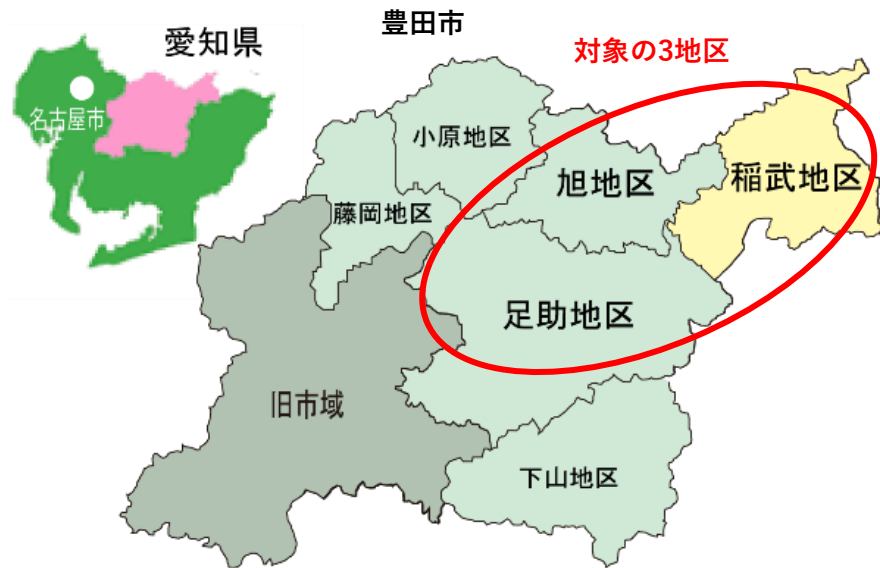 豊田市
愛知県
対象の3地区
名古屋市
小原地区
旭地区
稲武地区
藤岡地区
足助地区
旧市域
下山地区